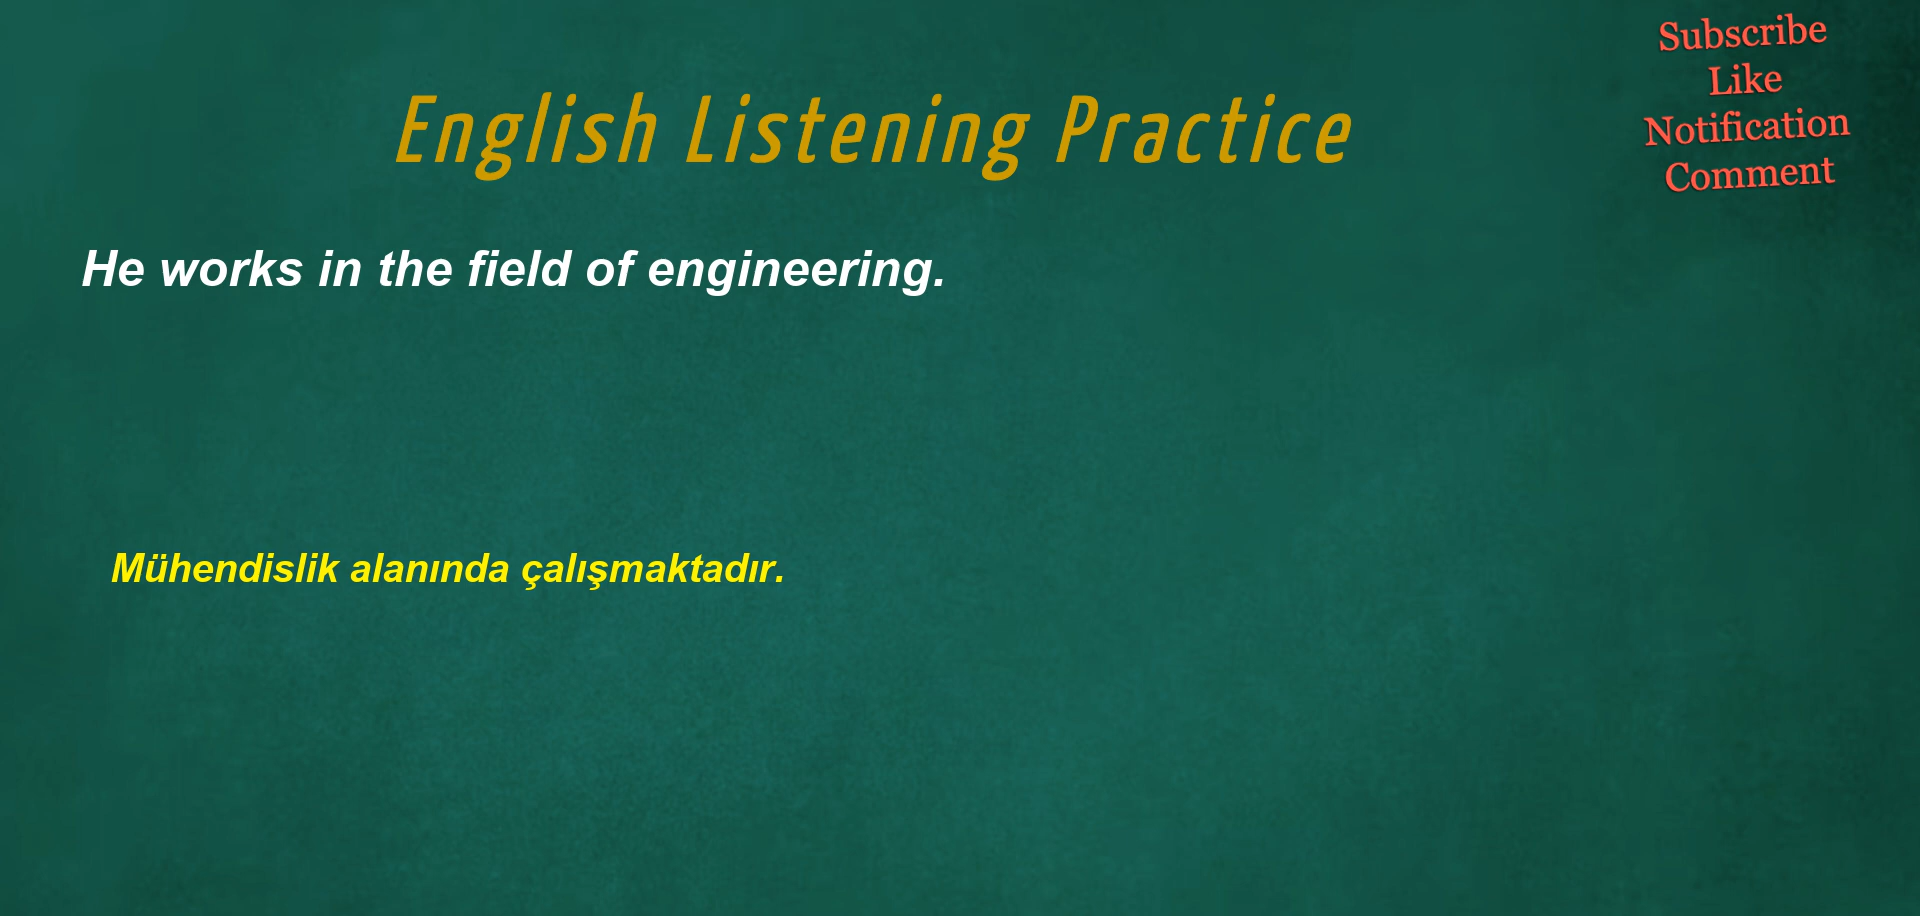 English Listening Practice
Subscribe
Like
Notification
Comment
He works in the field of engineering.
Mühendislik alanında çalışmaktadır.